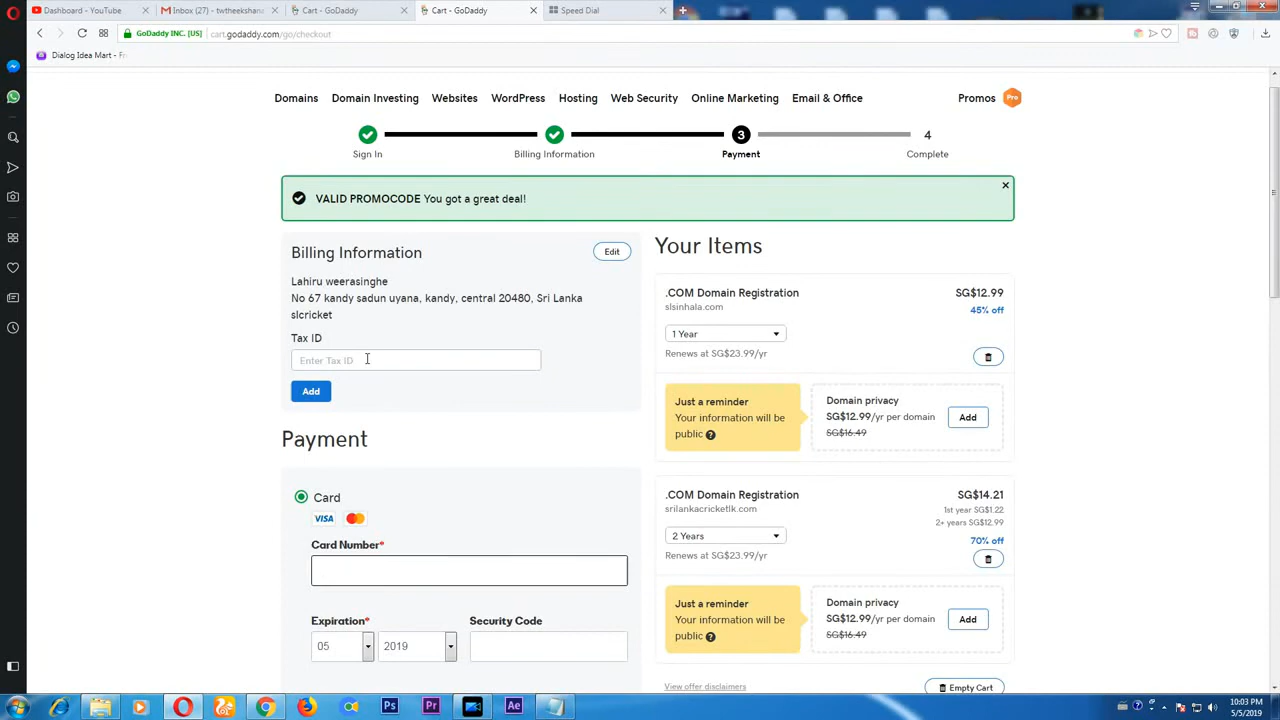 Dashboard - YouTube
Inbox (27) - twtheekshana
Cart - GoDaddy
Cart - GoDaddy
Speed Dial
GoDaddy INC. [US]
cart.godaddy.com/go/checkout
Dialog Idea Mart - Fr
Domains
Domain Investing
Websites
WordPress
Hosting
Web Security
Online Marketing
Email & Office
Promos
Pro
3
4
Sign In
Billing Information
Payment
Complete
VALID PROMOCODE You got a great deal!
Billing Information
Edit
Lahiru weerasinghe
No 67 kandy sadun uyana, kandy, central 20480, Sri Lanka
slcricket
Tax ID
Enter Tax ID
Add
Payment
Card
VISA
Card Number*
Expiration*
Security Code
05
2019
Your Items
.COM Domain Registration
SG$12.99
slsinhala.com
45% off
1 Year
Renews at SG$23.99/yr
Just a reminder
Your information will be
public ?
Domain privacy
SG$12.99/yr per domain
SG$16.49
Add
.COM Domain Registration
SG$14.21
srilankacricketlk.com
1st year SG$1.22
2+ years SG$12.99
2 Years
70% off
Renews at SG$23.99/yr
Just a reminder
Your information will be
public ?
Domain privacy
SG$12.99/yr per domain
SG$16.49
Add
View offer disclaimers
Empty Cart
Ps
Pr
Ae
EN
10:03 PM
5/5/2019